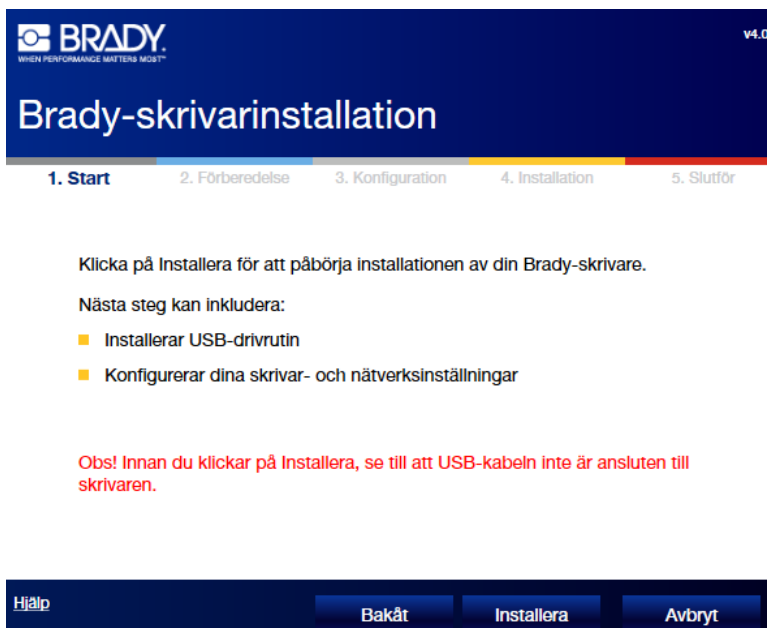 BRADY.
WHEN PERFORMANCE MATTERS MOST™
v4.0
Brady-skrivarinstallation
1. Start 2. Förberedelse 3. Konfiguration 4. Installation 5. Slutför
Klicka på Installera för att påbörja installationen av din Brady-skrivare.
Nästa steg kan inkludera:
Installerar USB-drivrutin
Konfigurerar dina skrivar- och nätverksinställningar
Obs! Innan du klickar på Installera, se till att USB-kabeln inte är ansluten till
skrivaren.
Hjälp Bakåt Installera Avbryt